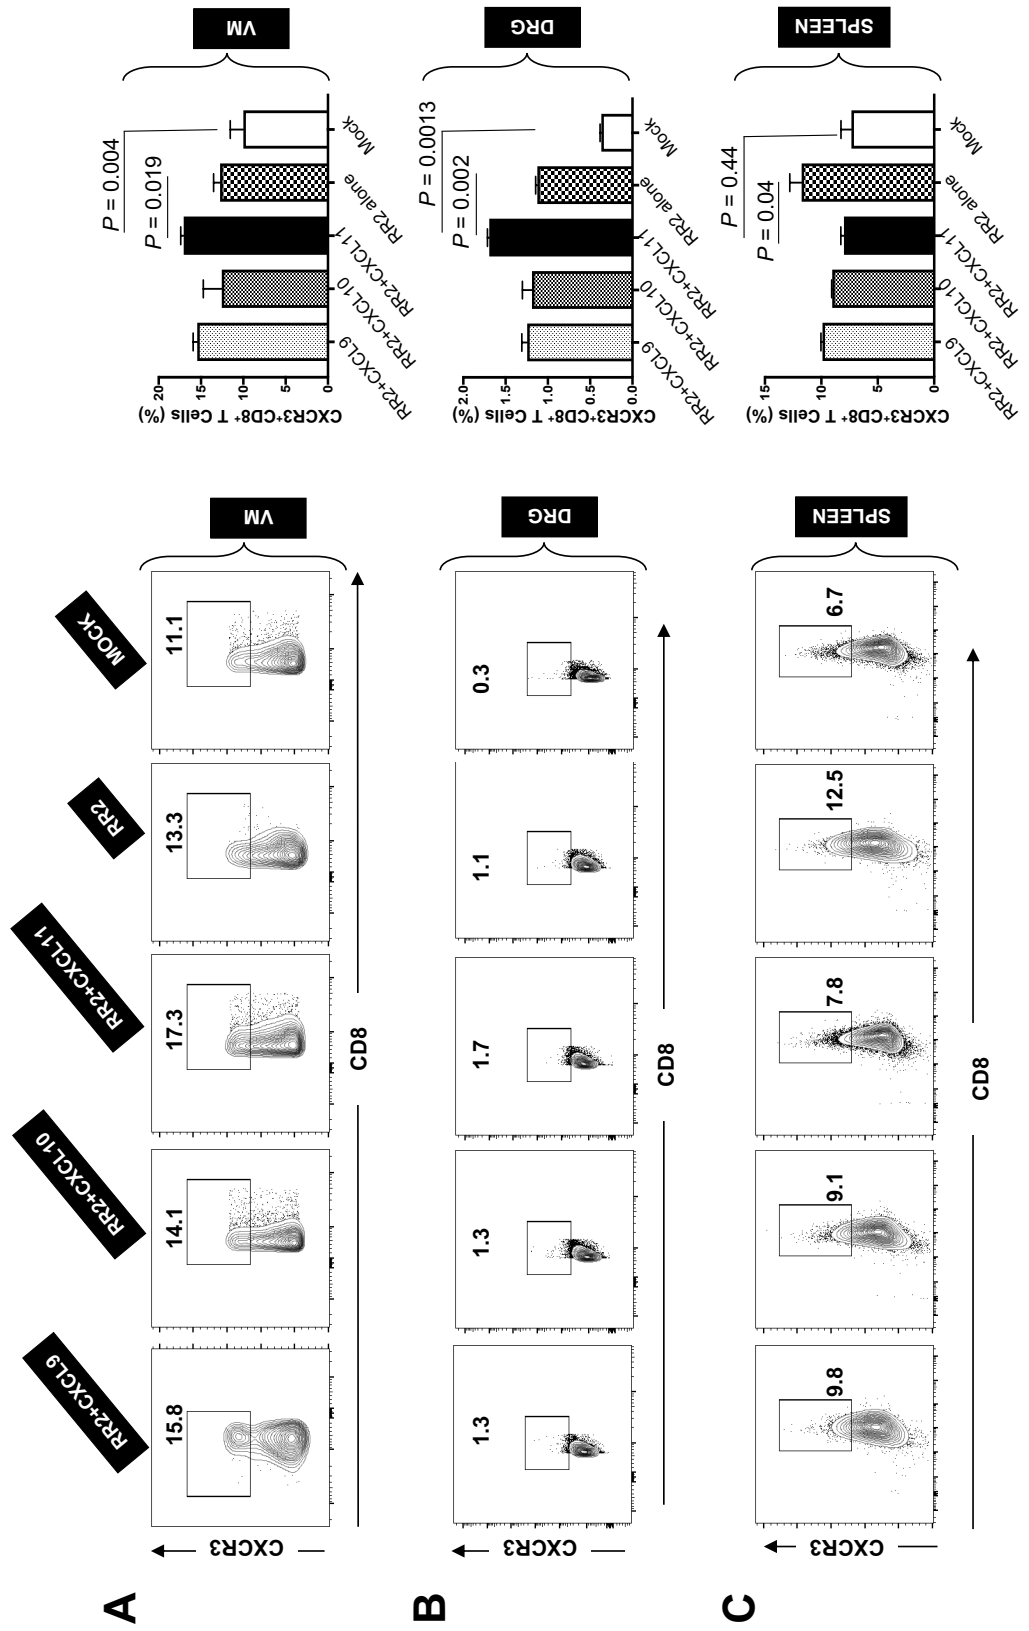 A
RR2+CXCL9
RR2+CXCL10
RR2+CXCL11
RR2
MOCK
CXCR3
15.8
14.1
17.3
13.3
11.1
CD8
VM
CXCR3+CD8+ T Cells (%)
20
15
10
5
0
P = 0.004
P = 0.019
RR2+CXCL9
RR2+CXCL10
RR2+CXCL11
RR2 alone
Mock
VM
B
CXCR3
1.3
1.3
1.7
1.1
0.3
CD8
DRG
CXCR3+CD8+ T Cells (%)
2.0
1.5
1.0
0.5
0.0
P = 0.0013
P = 0.002
RR2+CXCL9
RR2+CXCL10
RR2+CXCL11
RR2 alone
Mock
DRG
C
CXCR3
9.8
9.1
7.8
12.5
6.7
CD8
SPLEEN
CXCR3+CD8+ T Cells (%)
15
10
5
0
P = 0.44
P = 0.04
RR2+CXCL9
RR2+CXCL10
RR2+CXCL11
RR2 alone
Mock
SPLEEN